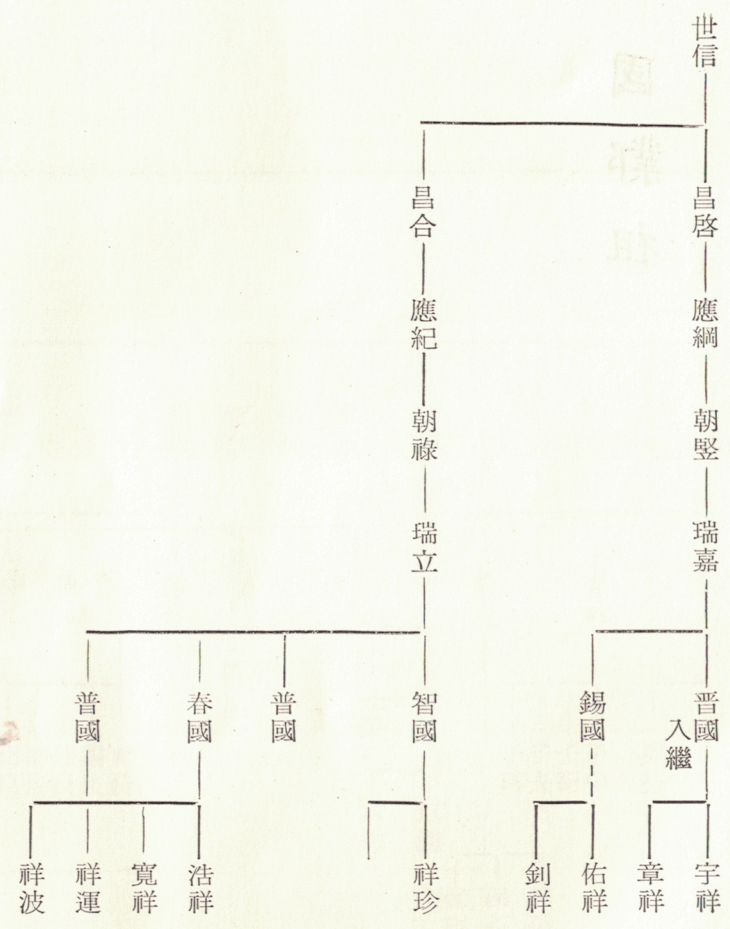 世信
昌啓
昌合
應綱
應紀
朝竪
朝祿
瑞嘉
瑞立
晋國
入繼
錫國
智國
普國
春國
普國
宇祥
章祥
佑祥
釗祥
祥珍
浩祥
寬祥
祥運
祥波